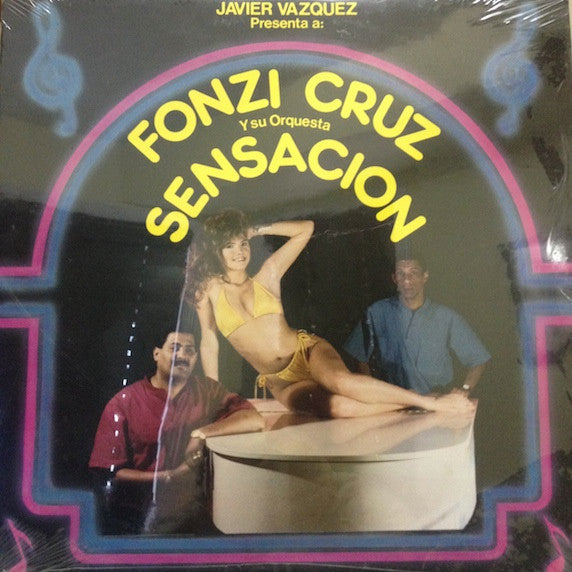 JAVIER VAZQUEZ
Presenta a:
FONZI CRUZ
Y su Orquesta
SENSACION